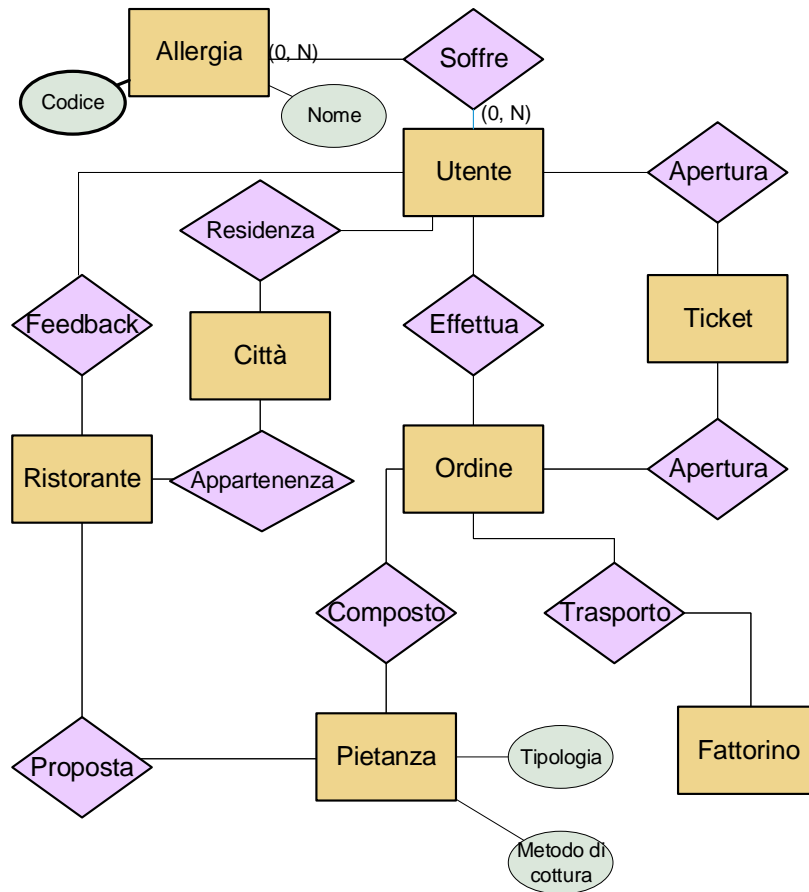 Allergia
(0, N)
Soffre
Codice
Nome
(0, N)
Utente
Apertura
Residenza
Feedback
Effettua
Ticket
Città
Ristorante
Appartenenza
Ordine
Apertura
Composto
Trasporto
Proposta
Pietanza
Tipologia
Fattorino
Metodo di
cottura